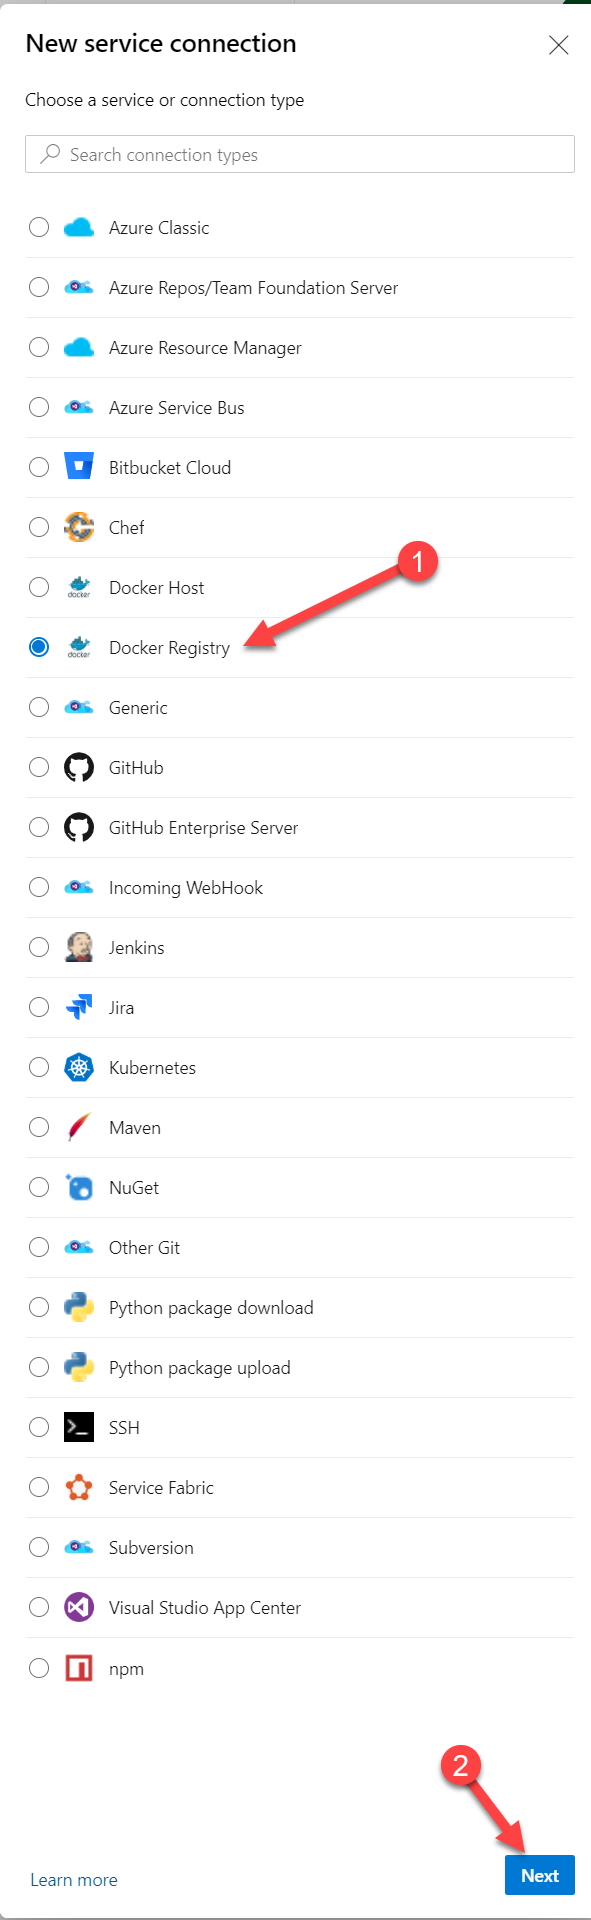 New service connection
Choose a service or connection type
Search connection types
Azure Classic
Azure Repos/Team Foundation Server
Azure Resource Manager
Azure Service Bus
Bitbucket Cloud
Chef
1
docker Docker Host
docker Docker Registry
Generic
GitHub
GitHub Enterprise Server
Incoming WebHook
Jenkins
Jira
Kubernetes
Maven
NuGet
Other Git
Python package download
Python package upload
SSH
Service Fabric
Subversion
Visual Studio App Center
npm
2
Learn more
Next